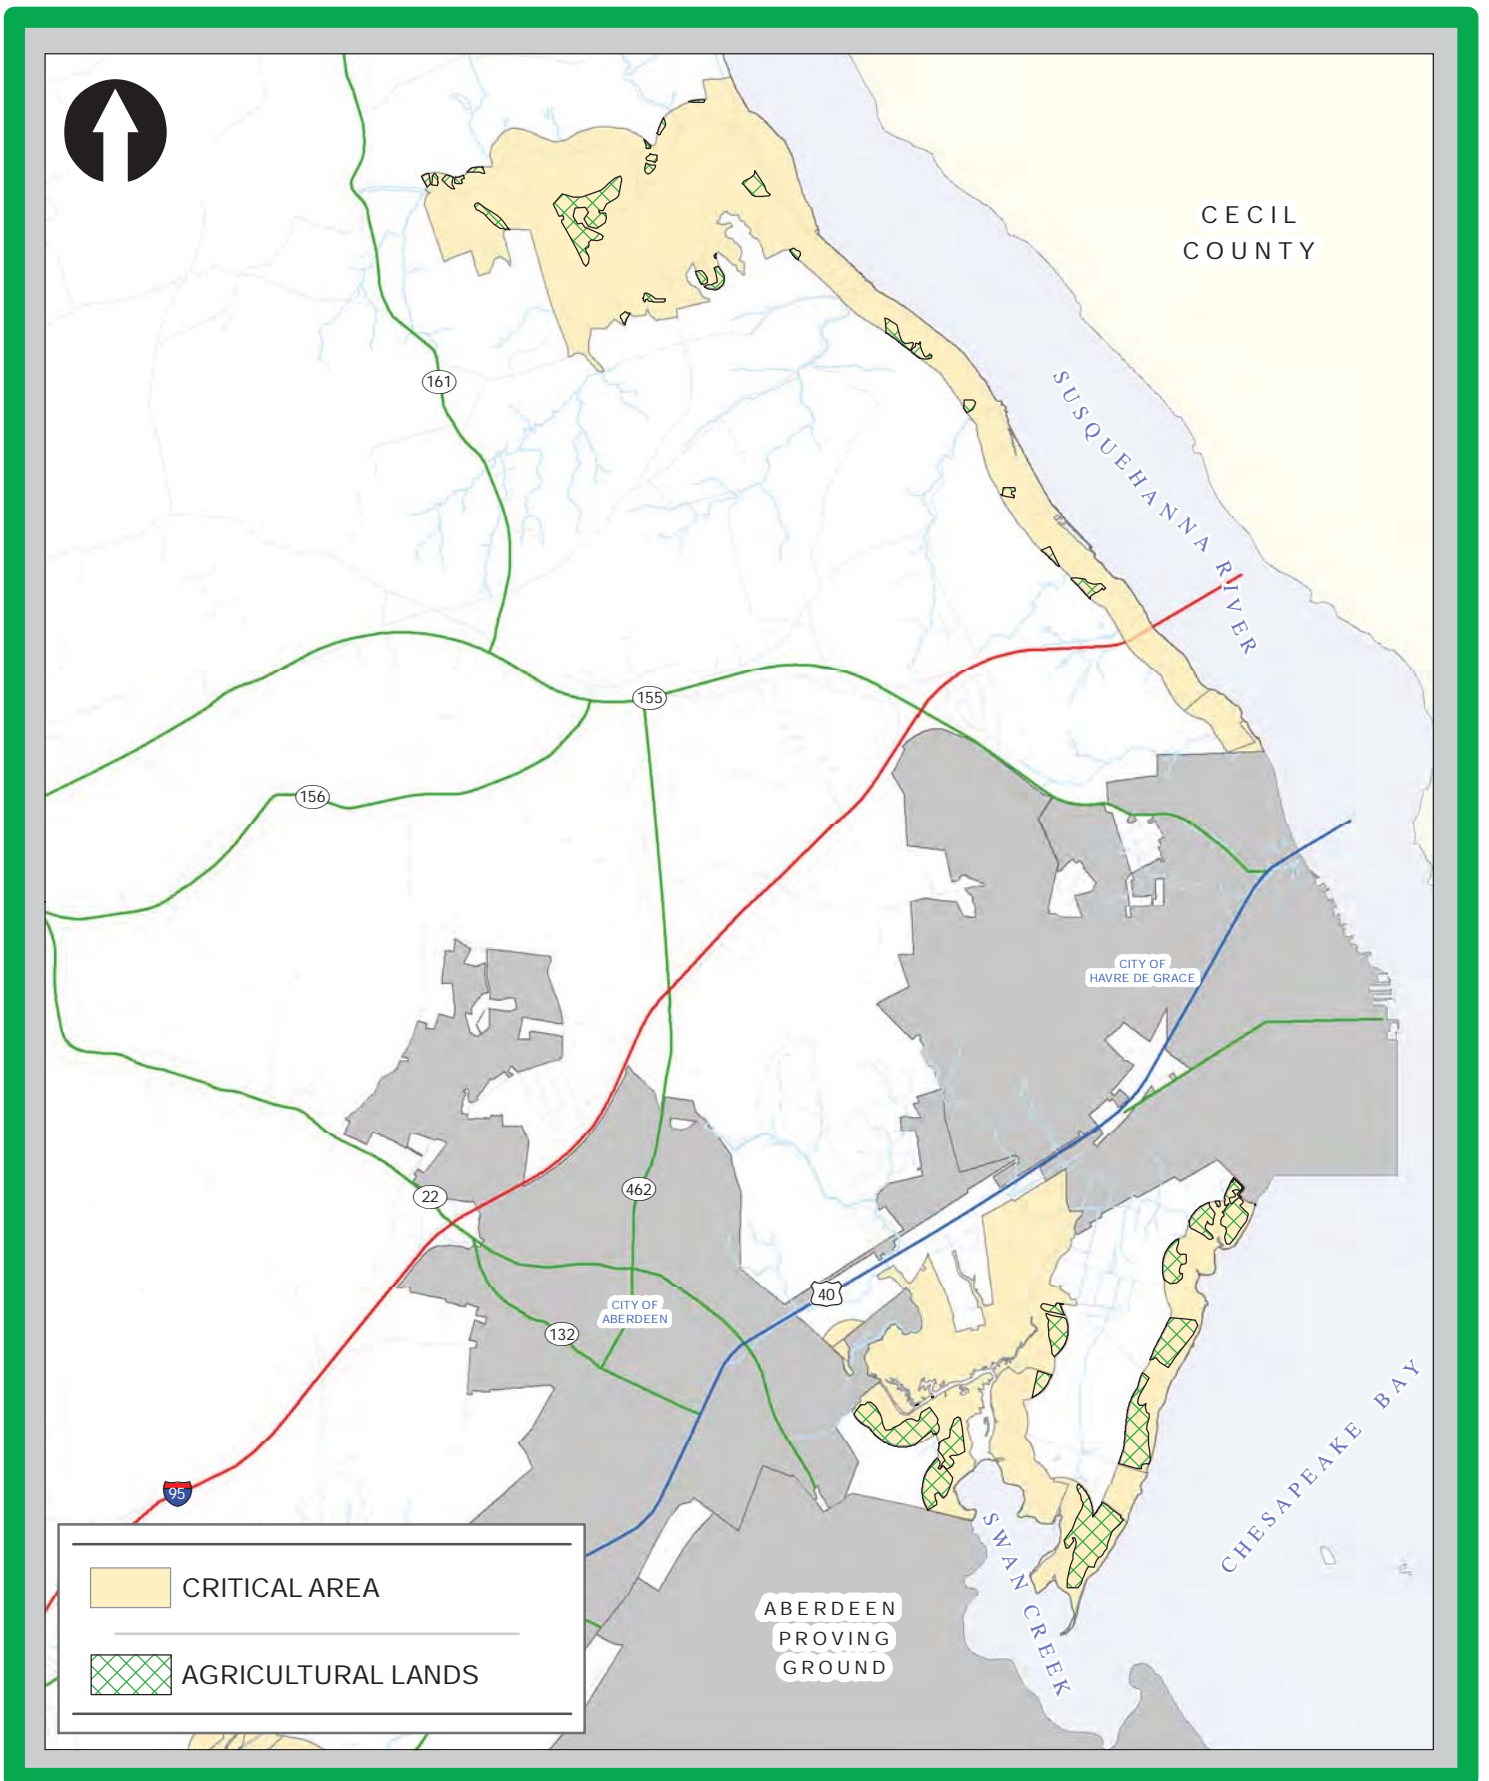 CECIL
COUNTY
161
SUSQUEHANNA RIVER
155
156
CITY OF
HAVRE DE GRACE
22
462
40
CITY OF
ABERDEEN
132
CHESAPEAKE BAY
95
SWAN CREEK
CRITICAL AREA
ABERDEEN
PROVING
GROUND
AGRICULTURAL LANDS